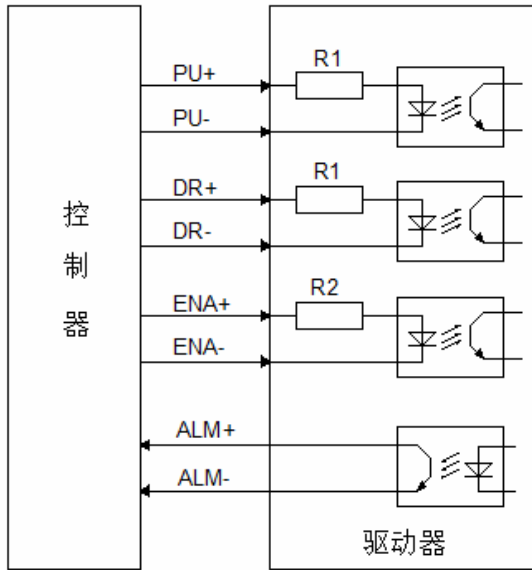 R1
PU+
PU-
R1
DR+
DR-
控
制
器
R2
ENA+
ENA-
ALM+
ALM-
驱动器